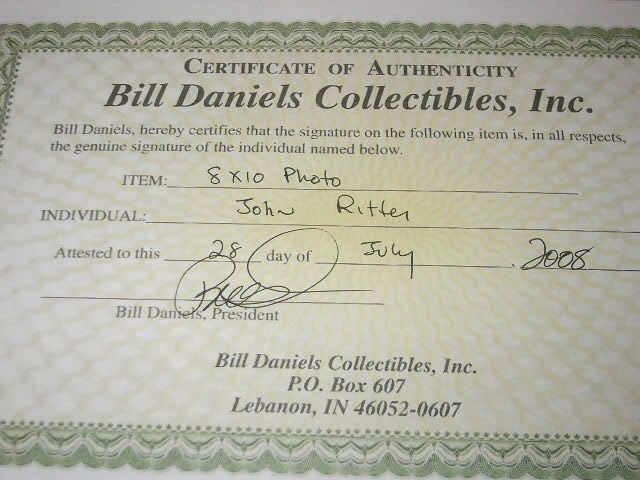 CERTIFICATE OF AUTHENTICITY
Bill Daniels Collectibles, Inc.
Bill Daniels, hereby certifies that the signature on the following item is, in all respects,
the genuine signature of the individual named below.
ITEM: 8 x 10 Photo
INDIVIDUAL: John Ritter
Attested to this 28 day of July, 2008
Bill Daniels, President
Bill Daniels Collectibles, Inc.
P.O. Box 607
Lebanon, IN 46052-0607